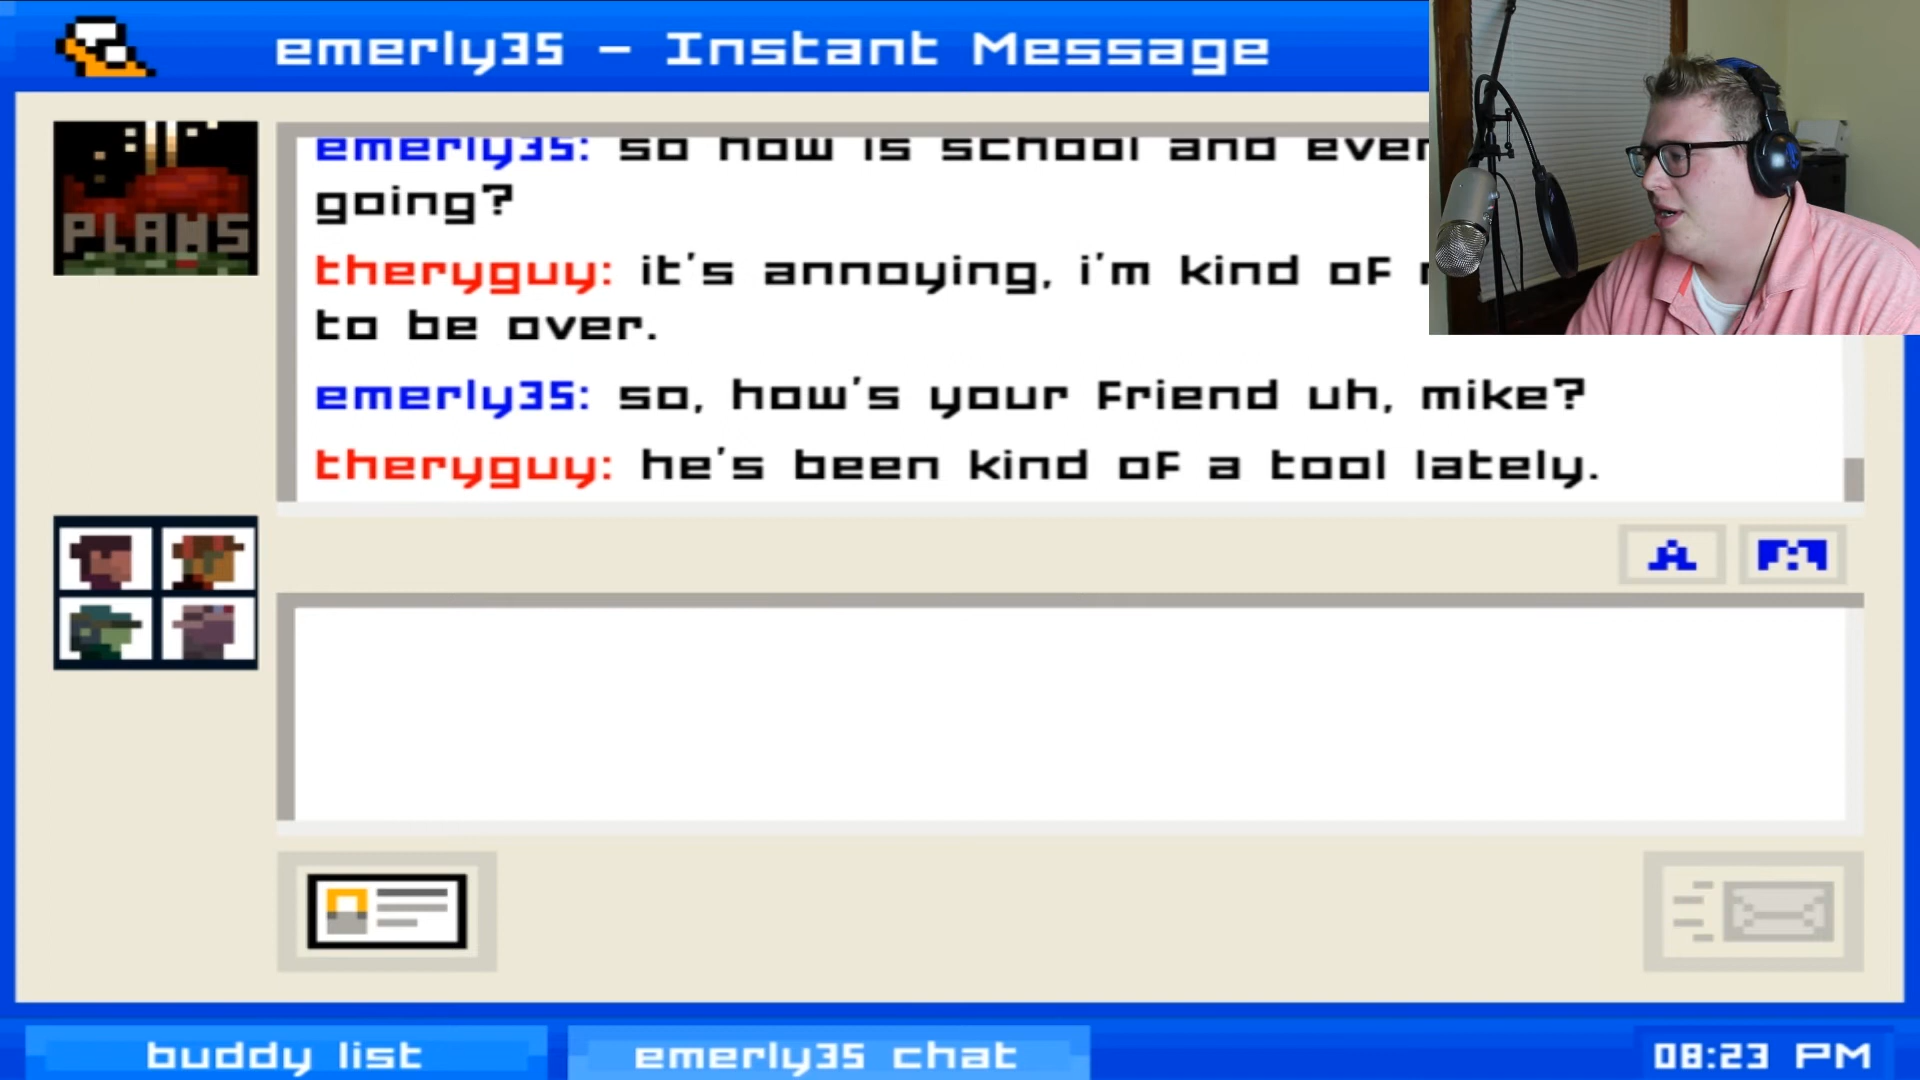 emerly35 - Instant Message
PLANS
emerly35: so how is school and ever
going?
theryguy: it's annoying, i'm kind of
to be over.
emerly35: so, how's your friend uh, mike?
theryguy: he's been kind of a tool lately.
A
buddy list
emerly35 chat
08:23 PM